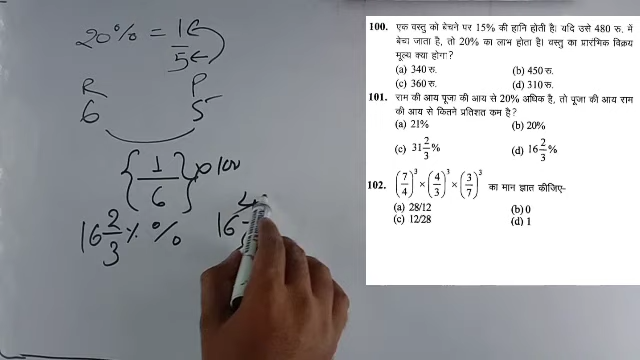 20% = 1/5
R P
6 5
{1/6} × 100
16 2/3 %
16
100. एक वस्तु को बेचने पर 15% की हानि होती है। यदि उसे 480 रु. में
बेचा जाता है, तो 20% का लाभ होता है। वस्तु का प्रारंभिक विक्रय
मूल्य क्या होगा?
(a) 340 रु. (b) 450 रु.
(c) 360 रु. (d) 310 रु.
101. राम की आय पूजा की आय से 20% अधिक है, तो पूजा की आय राम
की आय से कितने प्रतिशत कम है?
(a) 21% (b) 20%
(c) 31 2/3% (d) 16 2/3%
102. (7/4)³ × (4/3)³ × (3/7)³ का मान ज्ञात कीजिए-
(a) 28/12 (b) 0
(c) 12/28 (d) 1